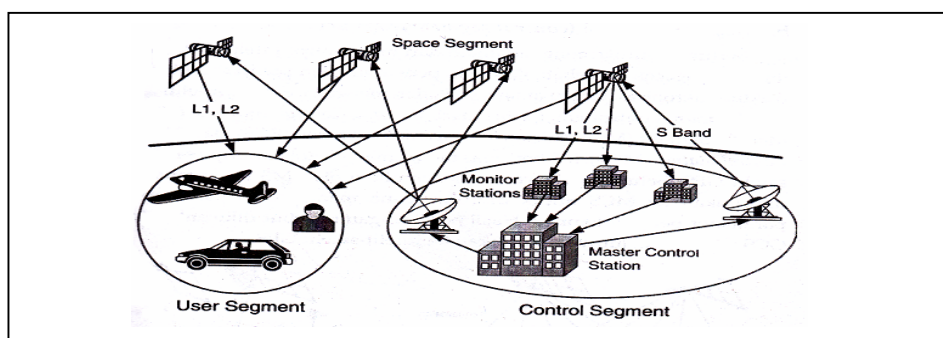 Space Segment
L1, L2
L1, L2
S Band
Monitor
Stations
Master Control
Station
User Segment
Control Segment